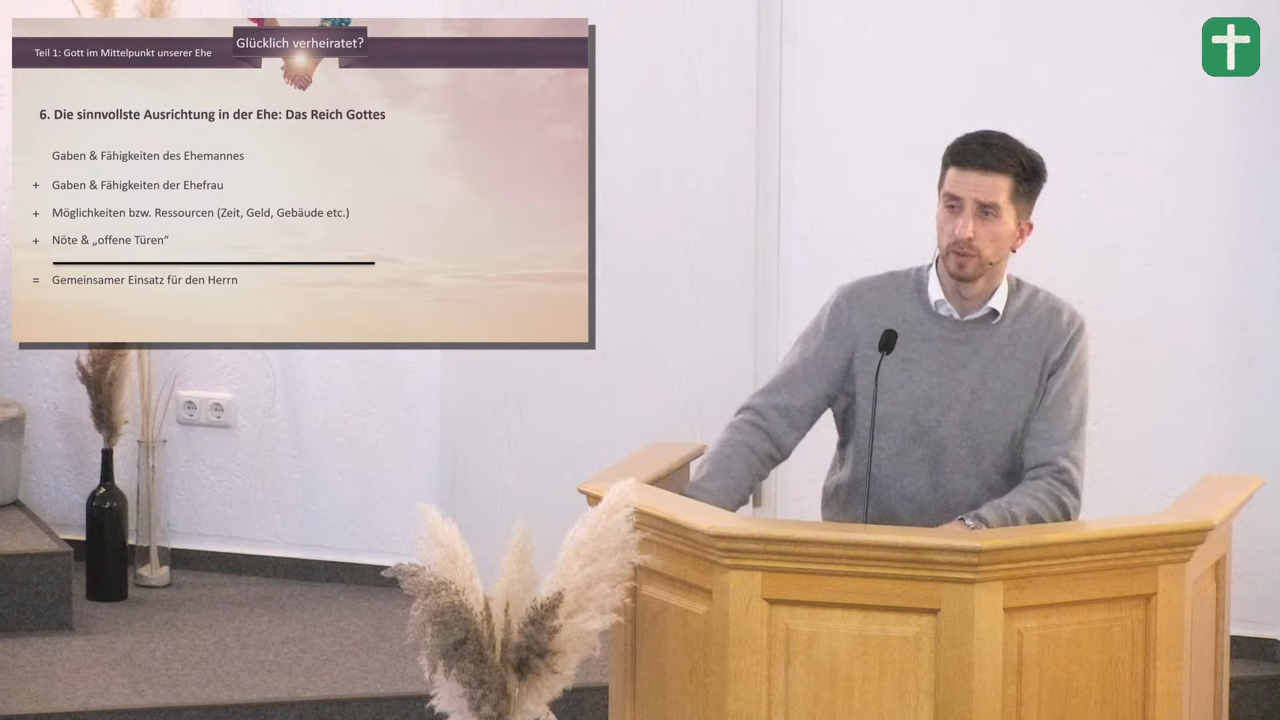 Glücklich verheiratet?
Teil 1: Gott im Mittelpunkt unserer Ehe
6. Die sinnvollste Ausrichtung in der Ehe: Das Reich Gottes
Gaben & Fähigkeiten des Ehemannes
+ Gaben & Fähigkeiten der Ehefrau
+ Möglichkeiten bzw. Ressourcen (Zeit, Geld, Gebäude etc.)
+ Nöte & „offene Türen“
= Gemeinsamer Einsatz für den Herrn